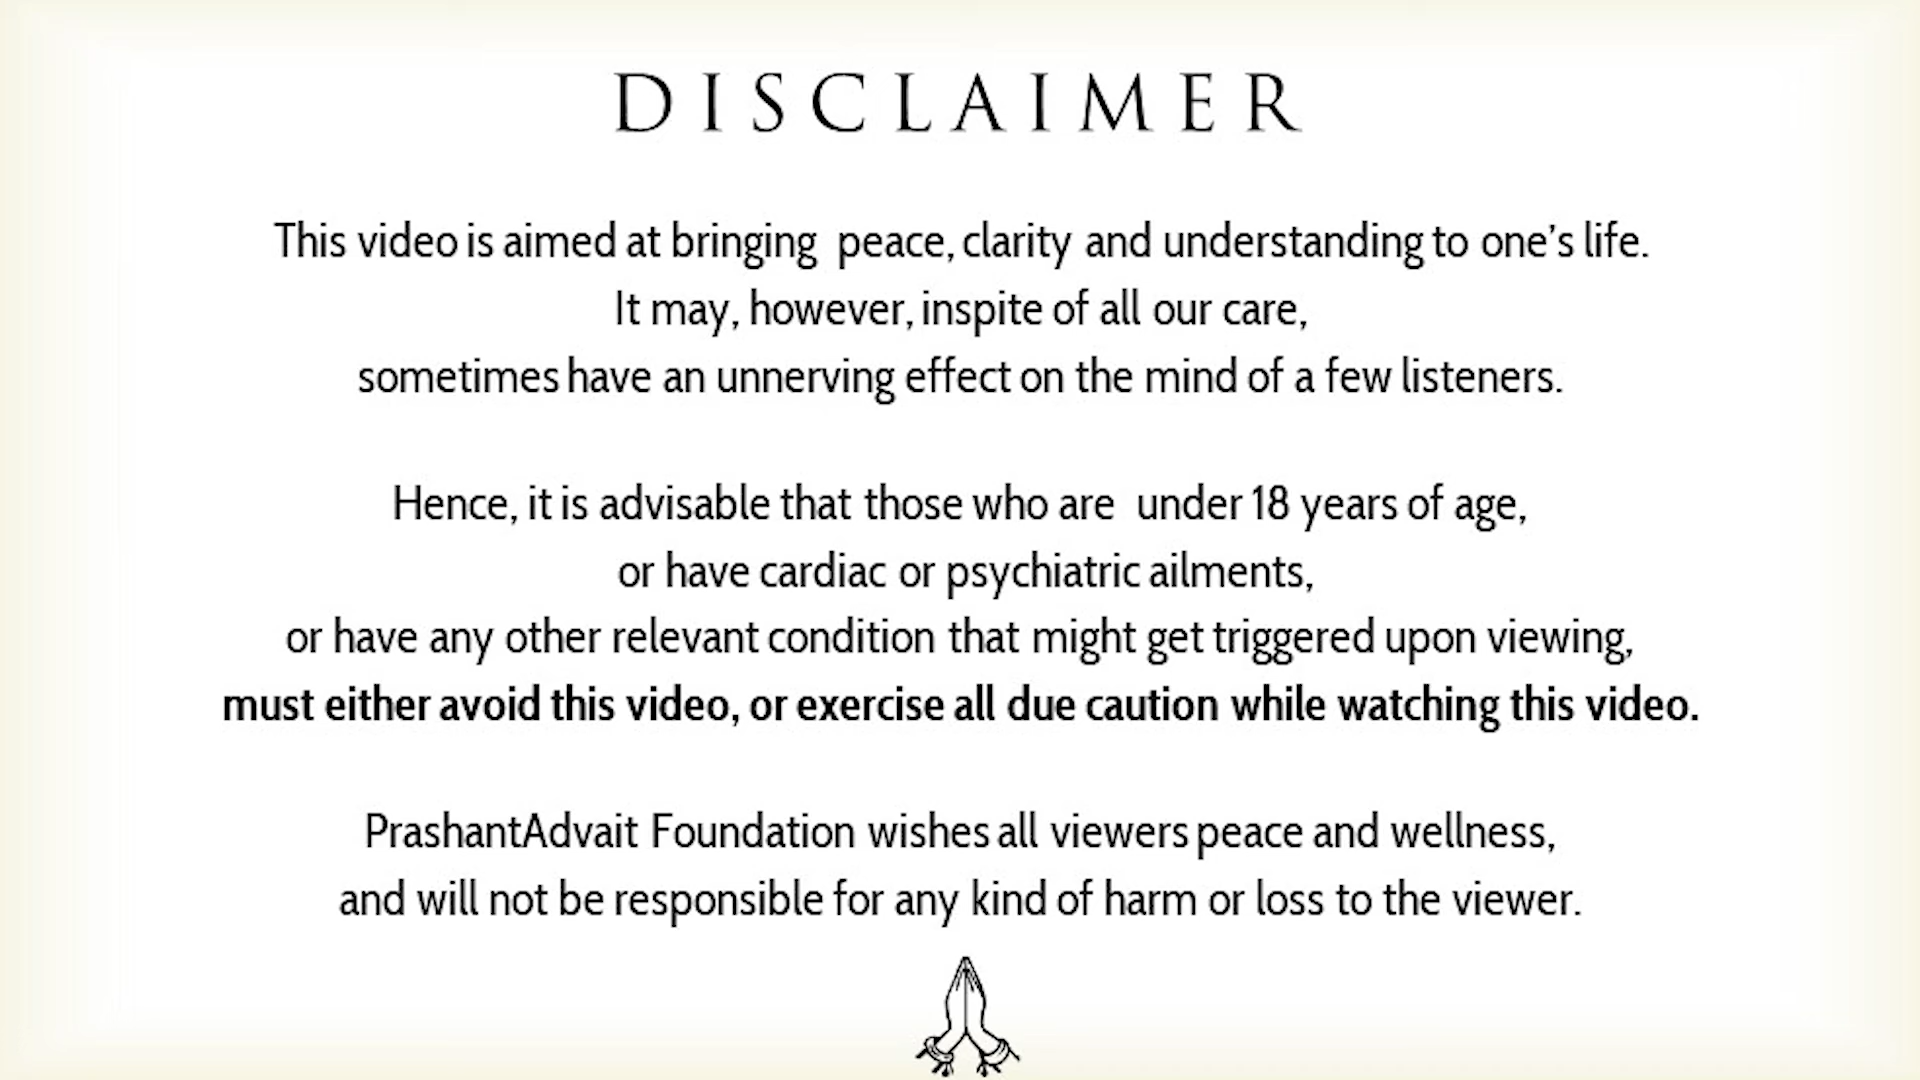 DISCLAIMER
This video is aimed at bringing peace, clarity and understanding to one's life.
It may, however, inspite of all our care,
sometimes have an unnerving effect on the mind of a few listeners.
Hence, it is advisable that those who are under 18 years of age,
or have cardiac or psychiatric ailments,
or have any other relevant condition that might get triggered upon viewing,
must either avoid this video, or exercise all due caution while watching this video.
PrashantAdvait Foundation wishes all viewers peace and wellness,
and will not be responsible for any kind of harm or loss to the viewer.